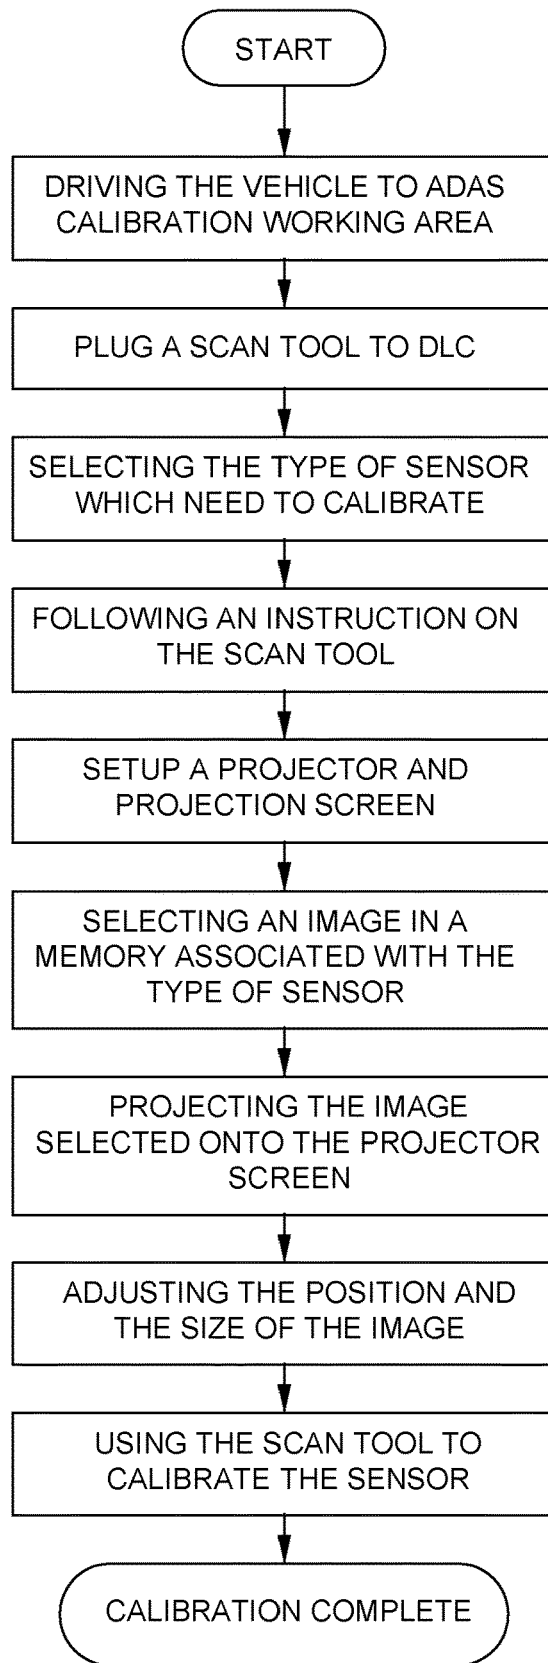 START
DRIVING THE VEHICLE TO ADAS
CALIBRATION WORKING AREA
PLUG A SCAN TOOL TO DLC
SELECTING THE TYPE OF SENSOR
WHICH NEED TO CALIBRATE
FOLLOWING AN INSTRUCTION ON
THE SCAN TOOL
SETUP A PROJECTOR AND
PROJECTION SCREEN
SELECTING AN IMAGE IN A
MEMORY ASSOCIATED WITH THE
TYPE OF SENSOR
PROJECTING THE IMAGE
SELECTED ONTO THE PROJECTOR
SCREEN
ADJUSTING THE POSITION AND
THE SIZE OF THE IMAGE
USING THE SCAN TOOL TO
CALIBRATE THE SENSOR
CALIBRATION COMPLETE